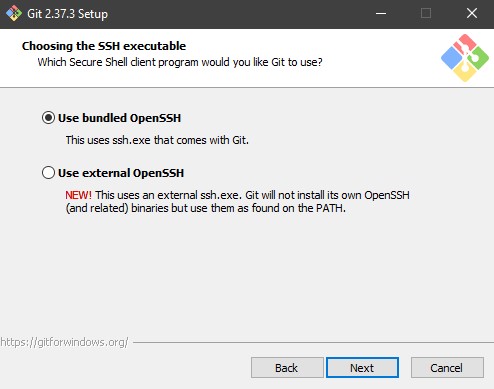 Git 2.37.3 Setup
Choosing the SSH executable
Which Secure Shell client program would you like Git to use?
Use bundled OpenSSH
This uses ssh.exe that comes with Git.
Use external OpenSSH
NEW! This uses an external ssh.exe. Git will not install its own OpenSSH
(and related) binaries but use them as found on the PATH.
https://gitforwindows.org/
Back
Next
Cancel